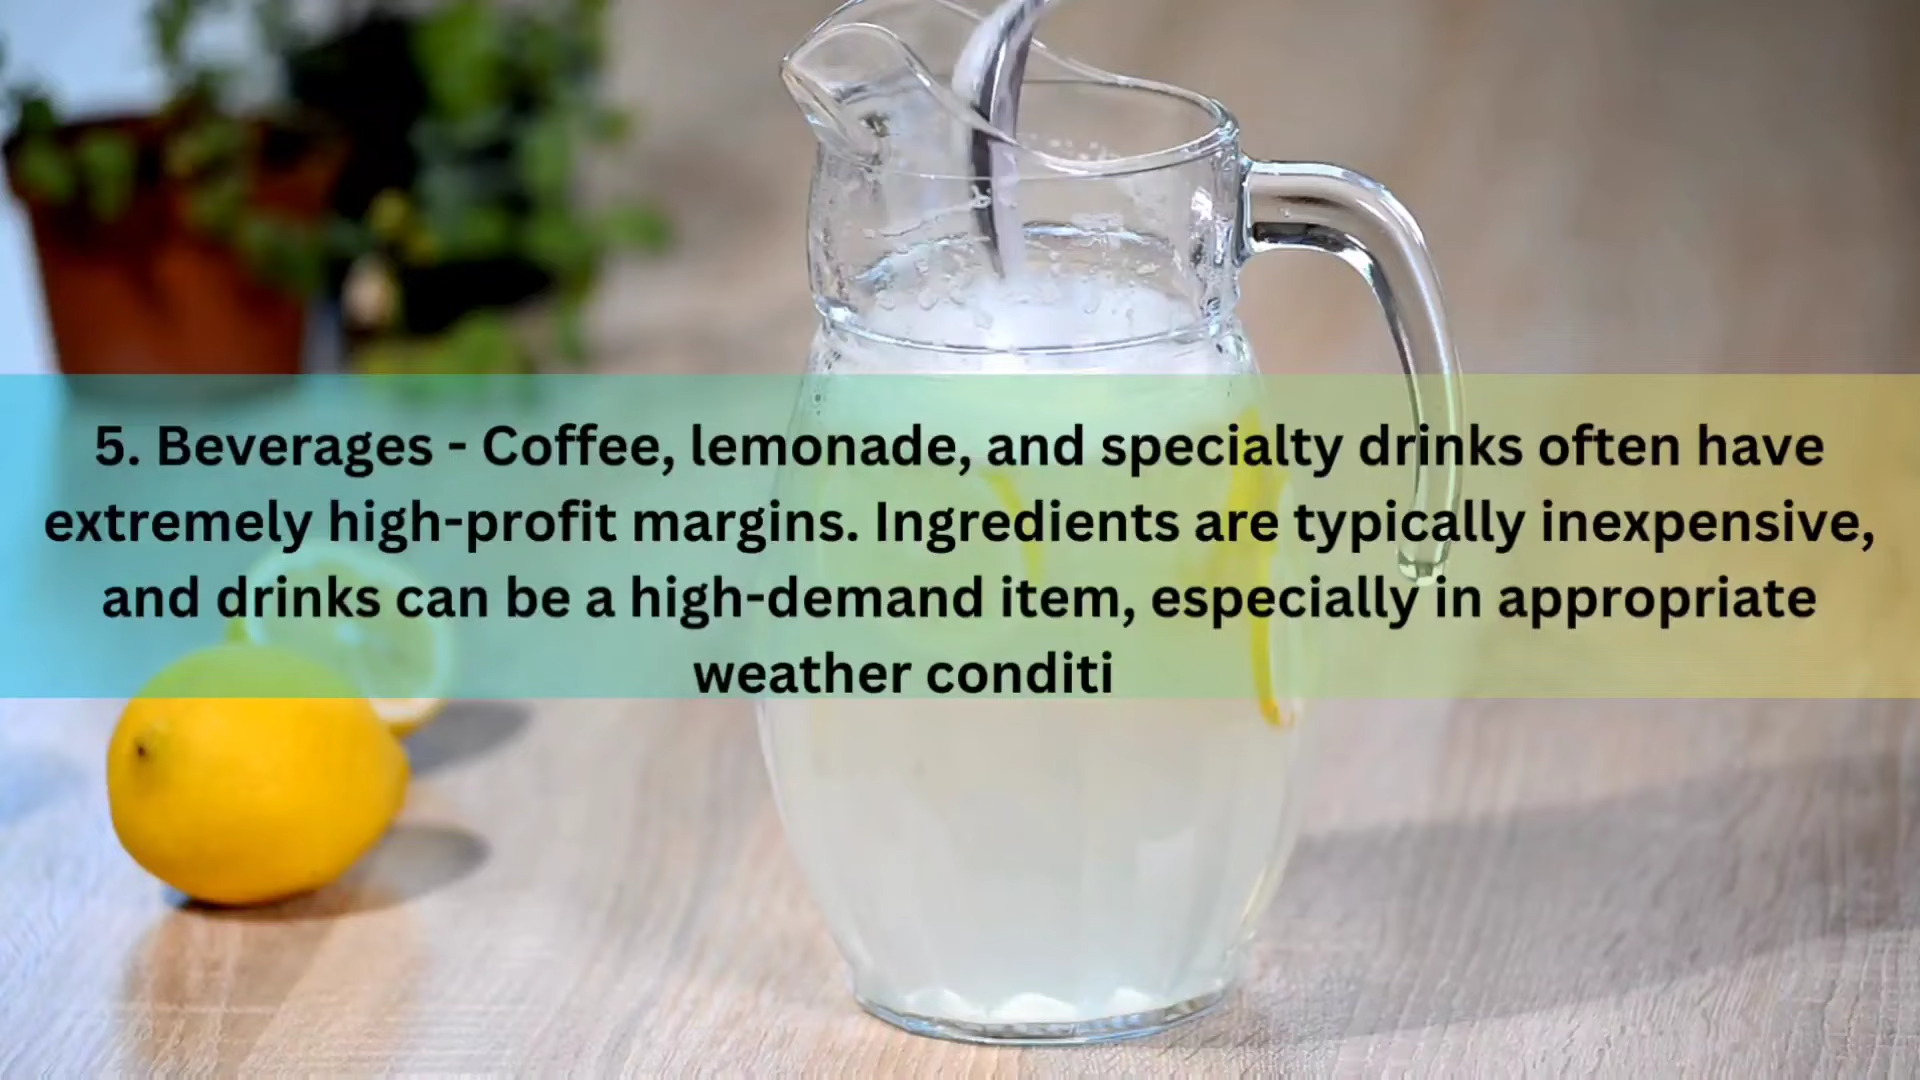 5. Beverages - Coffee, lemonade, and specialty drinks often have
extremely high-profit margins. Ingredients are typically inexpensive,
and drinks can be a high-demand item, especially in appropriate
weather conditi